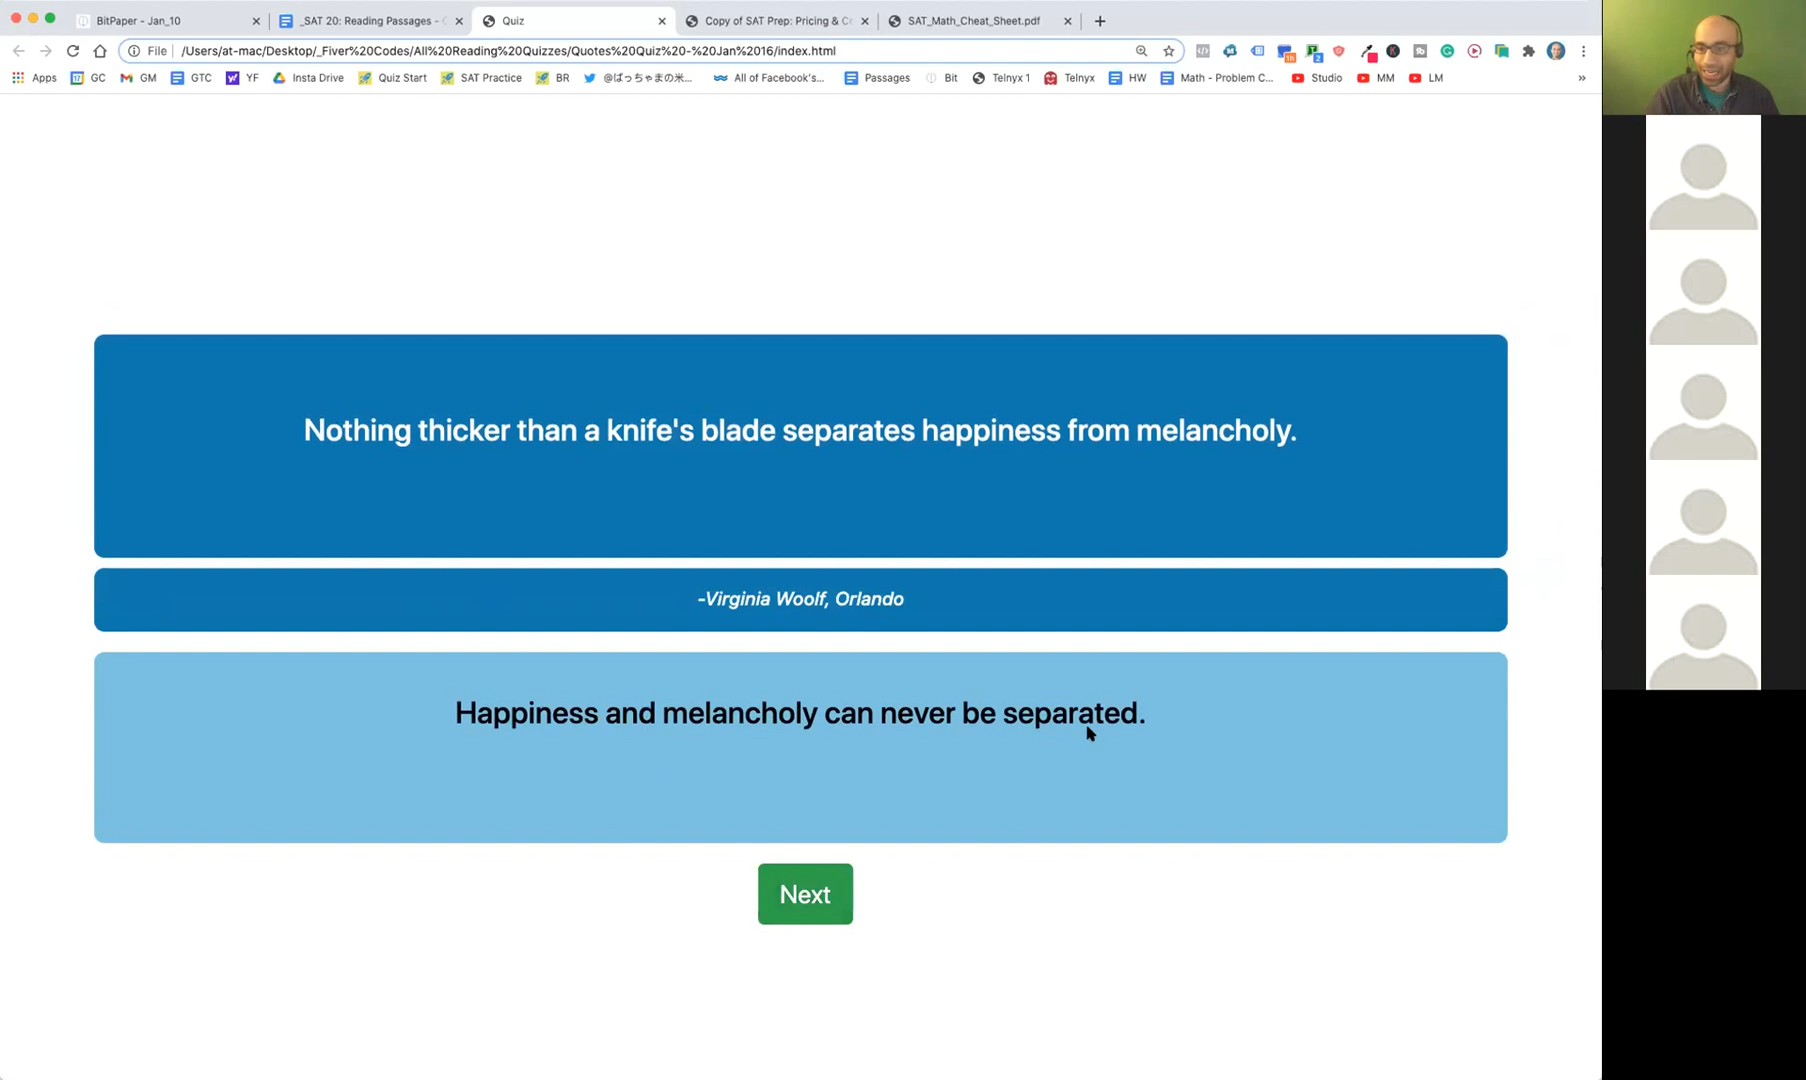 BitPaper - Jan_10
_SAT 20: Reading Passages -
Quiz
Copy of SAT Prep: Pricing & C
SAT_Math_Cheat_Sheet.pdf
File
/Users/at-mac/Desktop/_Fiver%20Codes/All%20Reading%20Quizzes/Quotes%20Quiz%20-%20Jan%2016/index.html
Apps
GC
GM
GTC
YF
Insta Drive
Quiz Start
SAT Practice
BR
@ばっちゃまの米...
All of Facebook's...
Passages
Bit
Telnyx 1
Telnyx
HW
Math - Problem C...
Studio
MM
LM
Nothing thicker than a knife's blade separates happiness from melancholy.
-Virginia Woolf, Orlando
Happiness and melancholy can never be separated.
Next